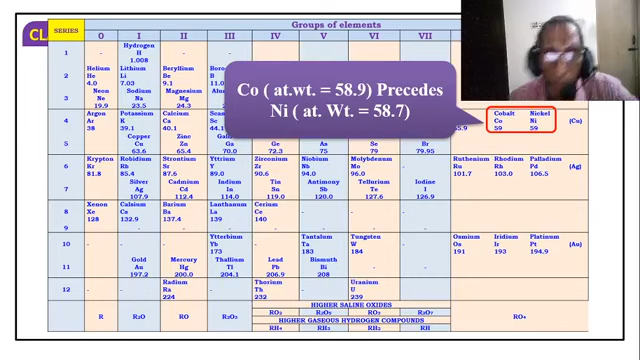 CL
SERIES
Groups of elements
0 I II III IV V VI VII
1 - Hydrogen H 1.008 - -
2 Helium He 4.0 Lithium Li 7.03 Beryllium Be 9.1 B 11.0
3 Neon Ne 19.9 Sodium Na 23.5 Magnesium Mg 24.3
Co ( at.wt. = 58.9) Precedes
Ni ( at. Wt. = 58.7)
4 Argon Ar 38 Potassium K 39.1 Calcium Ca 40.1 Cobalt Co 59 Nickel Ni 59 (Cu)
5 Copper Cu 63.6 Zinc Zn 65.4 Ga 70.0 Ge 72.3 As 75 Se 79 Br 79.95
6 Krypton Kr 81.8 Robidium Rb 85.4 Strontium Sr 87.6 Yttrium Y 89.0 Zirconium Zr 90.6 Niobium Nb 94.0 Molybdenum Mo 96.0 - Ruthenium Ru 101.7 Rhodium Rh 103.0 Palladium Pd 106.5 (Ag)
7 Silver Ag 107.9 Cadmium Cd 112.4 Indium In 114.0 Tin Sn 119.0 Antimony Sb 120.0 Tellurium Te 127.6 Iodine I 126.9
8 Xenon Xe 128 Calsium Cs 132.9 Barium Ba 137.4 Lanthanum La 139 Cerium Ce 140 - - -
9 - - - - - - -
10 - - - Ytterbium Yb 173 - Tantalum Ta 183 Tungsten W 184 - Osmium Os 191 Iridium Ir 193 Platinum Pt 194.9 (Au)
11 Gold Au 197.2 Mercury Hg 200.0 Thallium Tl 204.1 Lead Pb 206.9 Bismuth Bi 208 - -
12 - - Radium Ra 224 - Thorium Th 232 - Uranium U 239
HIGHER SALINE OXIDES
R R₂O RO R₂O₃ RO₂ R₂O₅ RO₃ R₂O₇ RO₄
HIGHER GASEOUS HYDROGEN COMPOUNDS
RH₄ RH₃ RH₂ RH